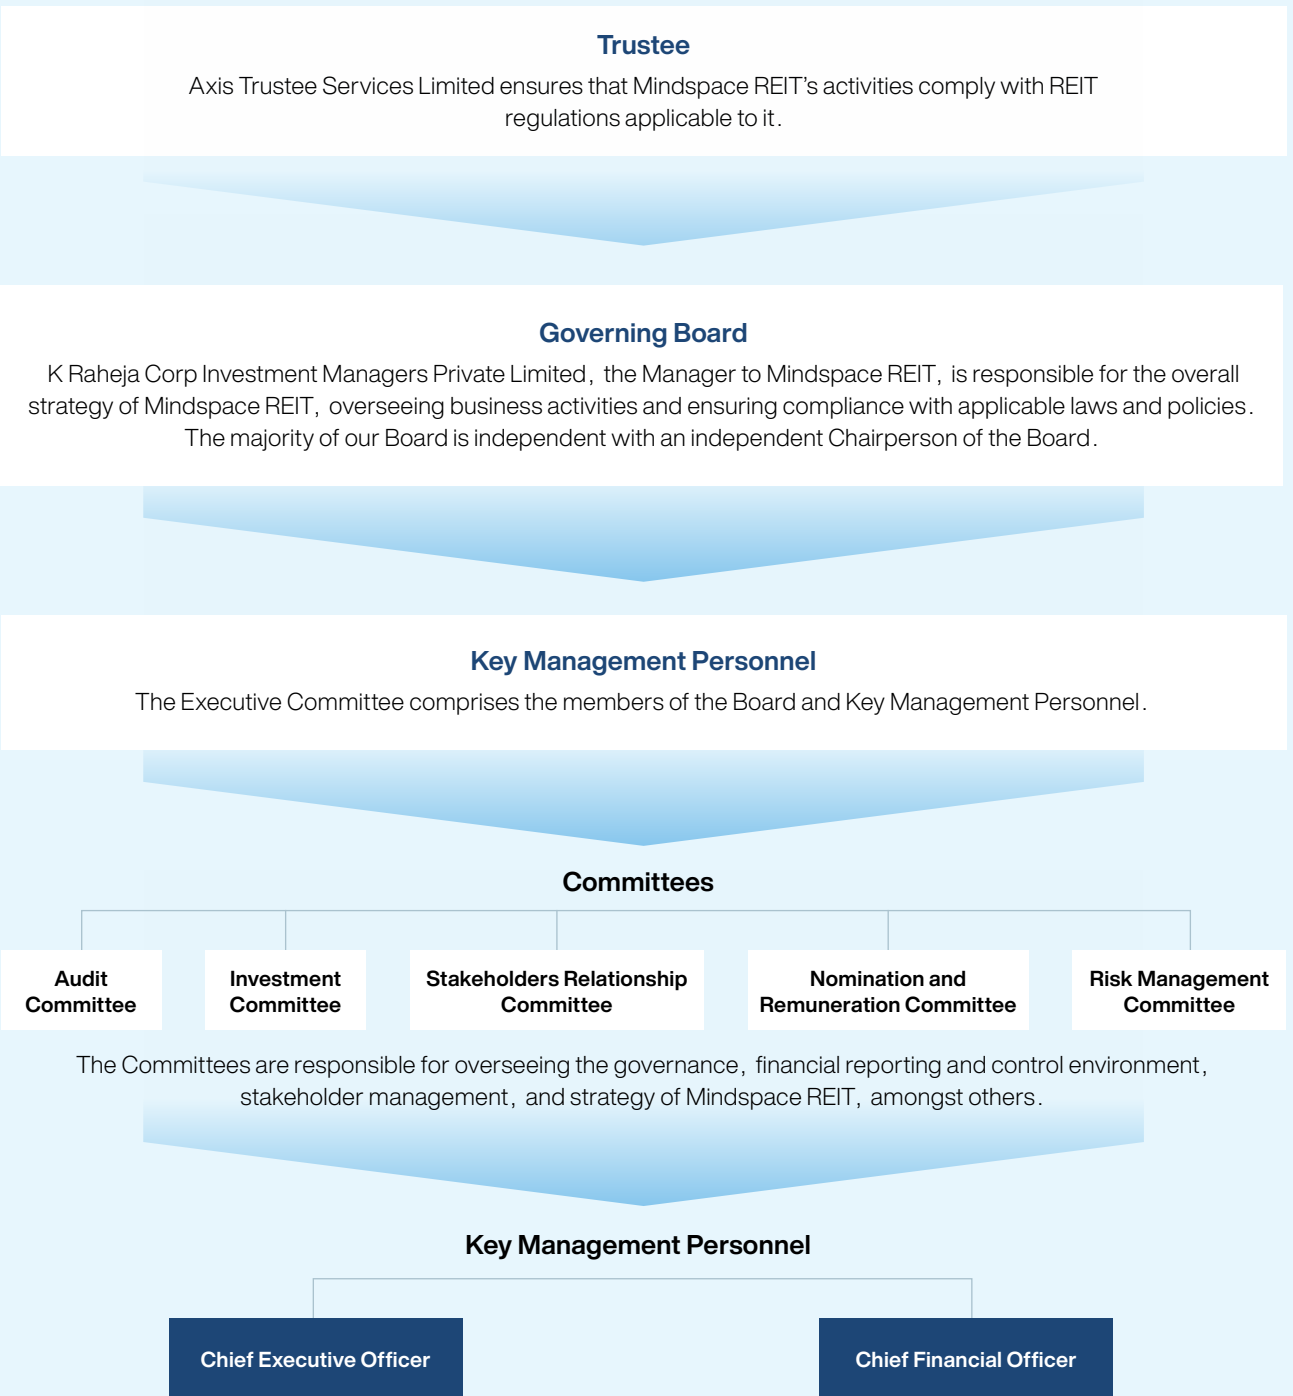 Trustee
Axis Trustee Services Limited ensures that Mindspace REIT's activities comply with REIT
regulations applicable to it.
Governing Board
K Raheja Corp Investment Managers Private Limited, the Manager to Mindspace REIT, is responsible for the overall
strategy of Mindspace REIT, overseeing business activities and ensuring compliance with applicable laws and policies.
The majority of our Board is independent with an independent Chairperson of the Board.
Key Management Personnel
The Executive Committee comprises the members of the Board and Key Management Personnel.
Committees
Audit
Committee
Investment
Committee
Stakeholders Relationship
Committee
Nomination and
Remuneration Committee
Risk Management
Committee
The Committees are responsible for overseeing the governance, financial reporting and control environment,
stakeholder management, and strategy of Mindspace REIT, amongst others.
Key Management Personnel
Chief Executive Officer
Chief Financial Officer